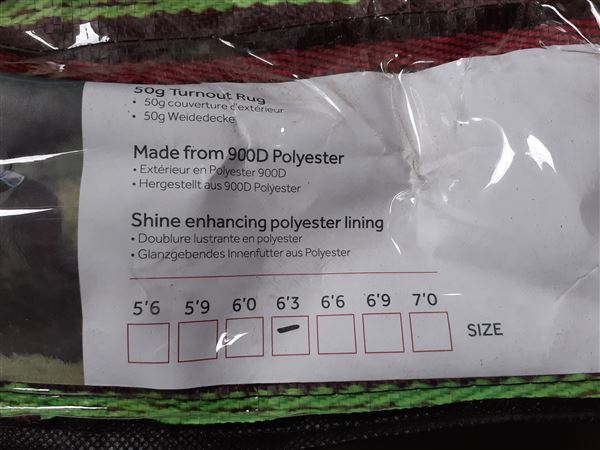 50g Turnout Rug
• 50g couverture d'extérieur
• 50g Weidedecke
Made from 900D Polyester
• Extérieur en Polyester 900D
• Hergestellt aus 900D Polyester
Shine enhancing polyester lining
• Doublure lustrante en polyester
• Glanzgebendes Innenfutter aus Polyester
5'6 5'9 6'0 6'3 6'6 6'9 7'0
SIZE